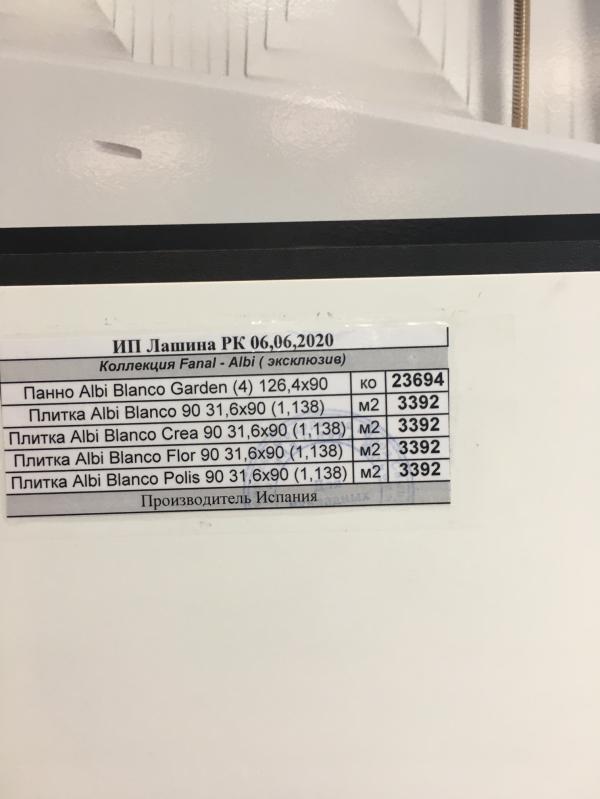 ИП Лашина РК 06,06,2020
Коллекция Fanal - Albi ( эксклюзив)
Панно Albi Blanco Garden (4) 126,4x90 ко 23694
Плитка Albi Blanco 90 31,6x90 (1,138) м2 3392
Плитка Albi Blanco Crea 90 31,6x90 (1,138) м2 3392
Плитка Albi Blanco Flor 90 31,6x90 (1,138) м2 3392
Плитка Albi Blanco Polis 90 31,6x90 (1,138) м2 3392
Производитель Испания